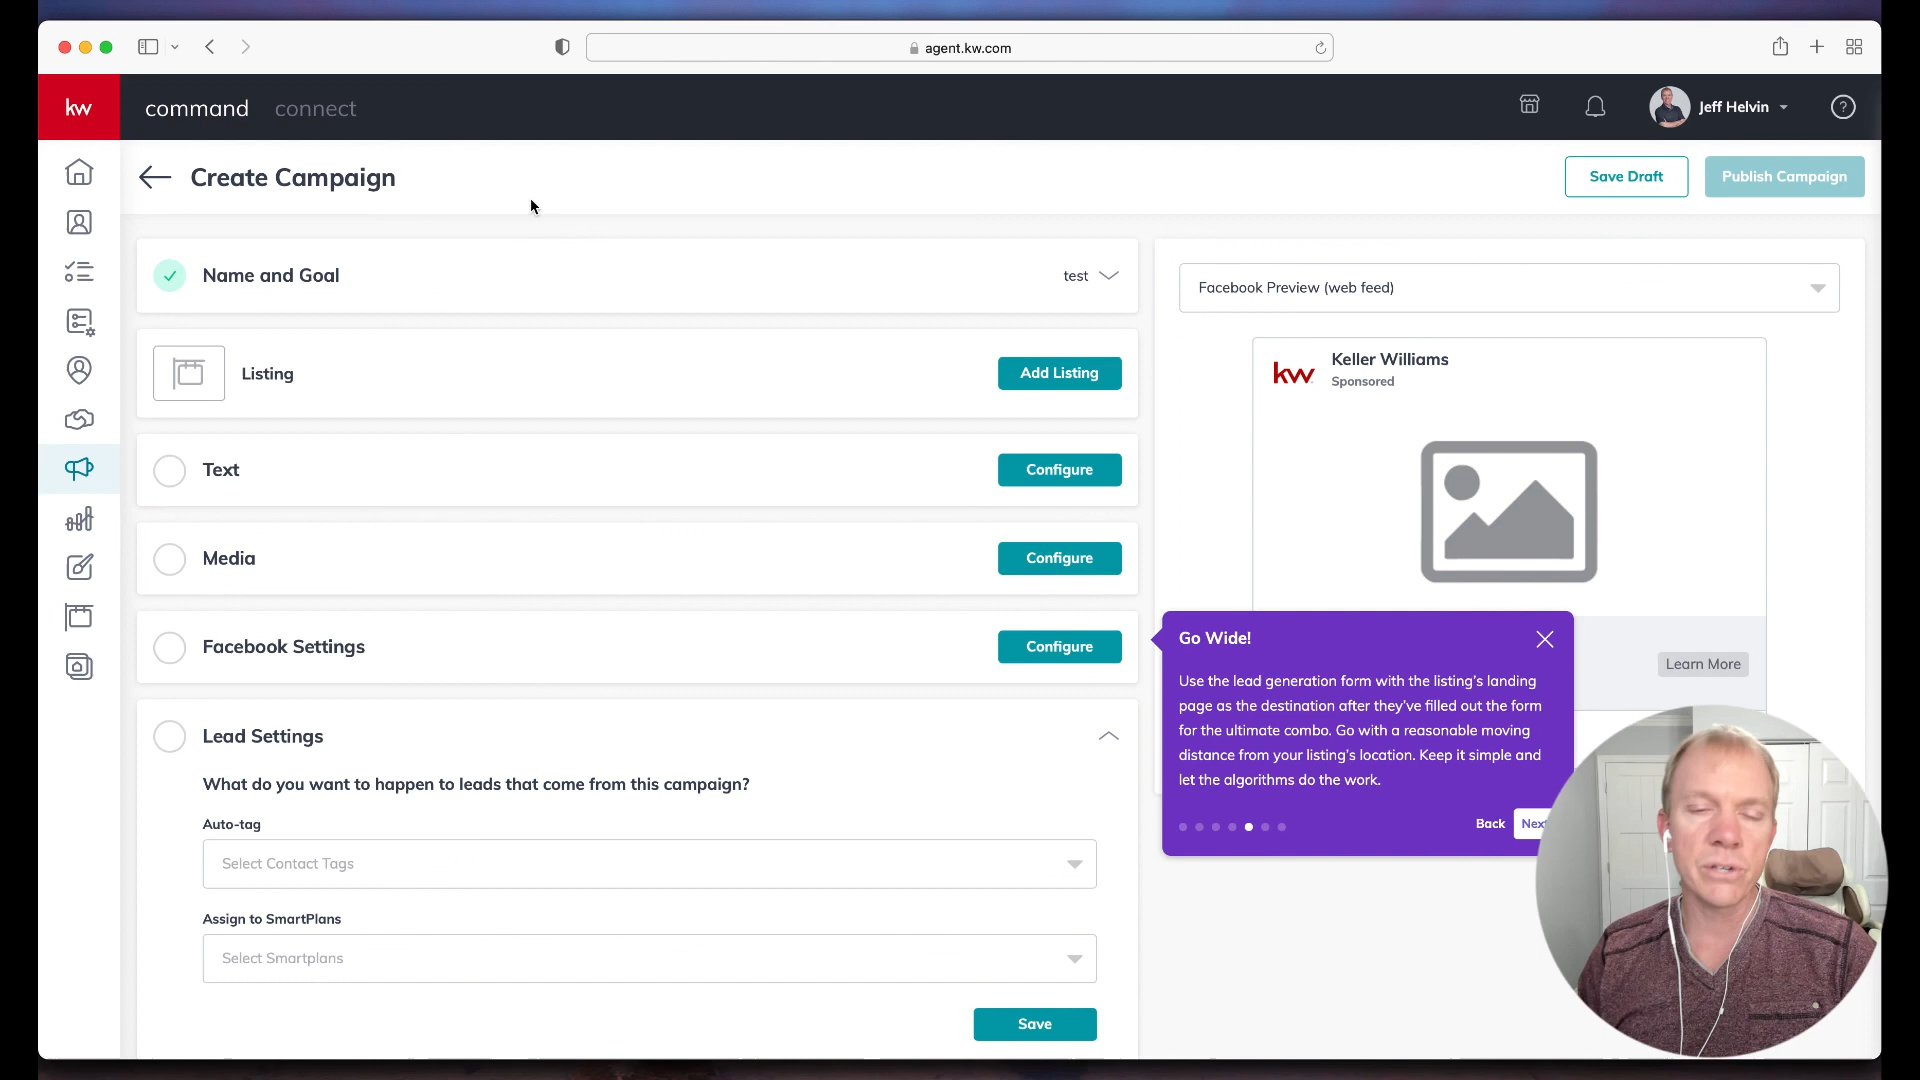 agent.kw.com
kw
command
connect
Jeff Helvin
?
Create Campaign
Save Draft
Publish Campaign
Name and Goal
test
Listing
Add Listing
Text
Configure
Media
Configure
Facebook Settings
Configure
Lead Settings
What do you want to happen to leads that come from this campaign?
Auto-tag
Select Contact Tags
Assign to SmartPlans
Select Smartplans
Save
Facebook Preview (web feed)
kw
Keller Williams
Sponsored
Learn More
Go Wide!
Use the lead generation form with the listing's landing
page as the destination after they've filled out the form
for the ultimate combo. Go with a reasonable moving
distance from your listing's location. Keep it simple and
let the algorithms do the work.
Back
Next